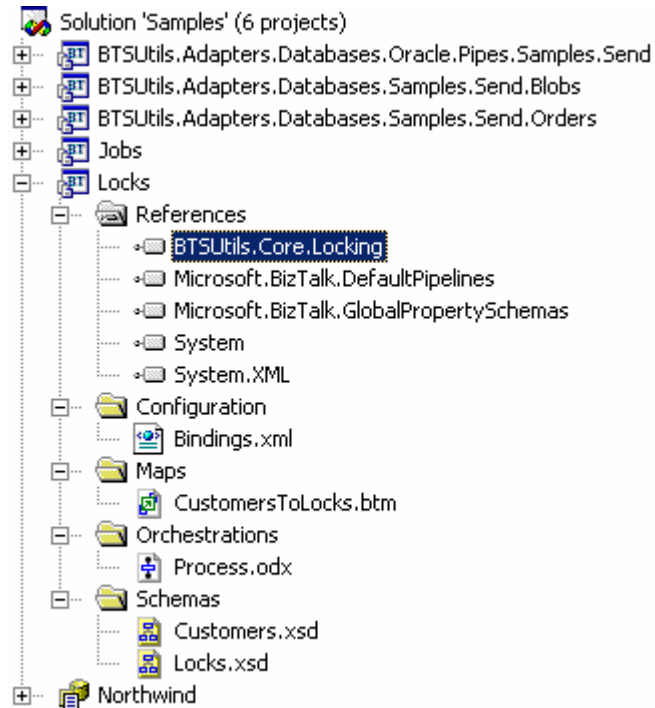 Solution 'Samples' (6 projects)
BTSUtils.Adapters.Databases.Oracle.Pipes.Samples.Send
BTSUtils.Adapters.Databases.Samples.Send.Blobs
BTSUtils.Adapters.Databases.Samples.Send.Orders
Jobs
Locks
References
BTSUtils.Core.Locking
Microsoft.BizTalk.DefaultPipelines
Microsoft.BizTalk.GlobalPropertySchemas
System
System.XML
Configuration
Bindings.xml
Maps
CustomersToLocks.btm
Orchestrations
Process.odx
Schemas
Customers.xsd
Locks.xsd
Northwind